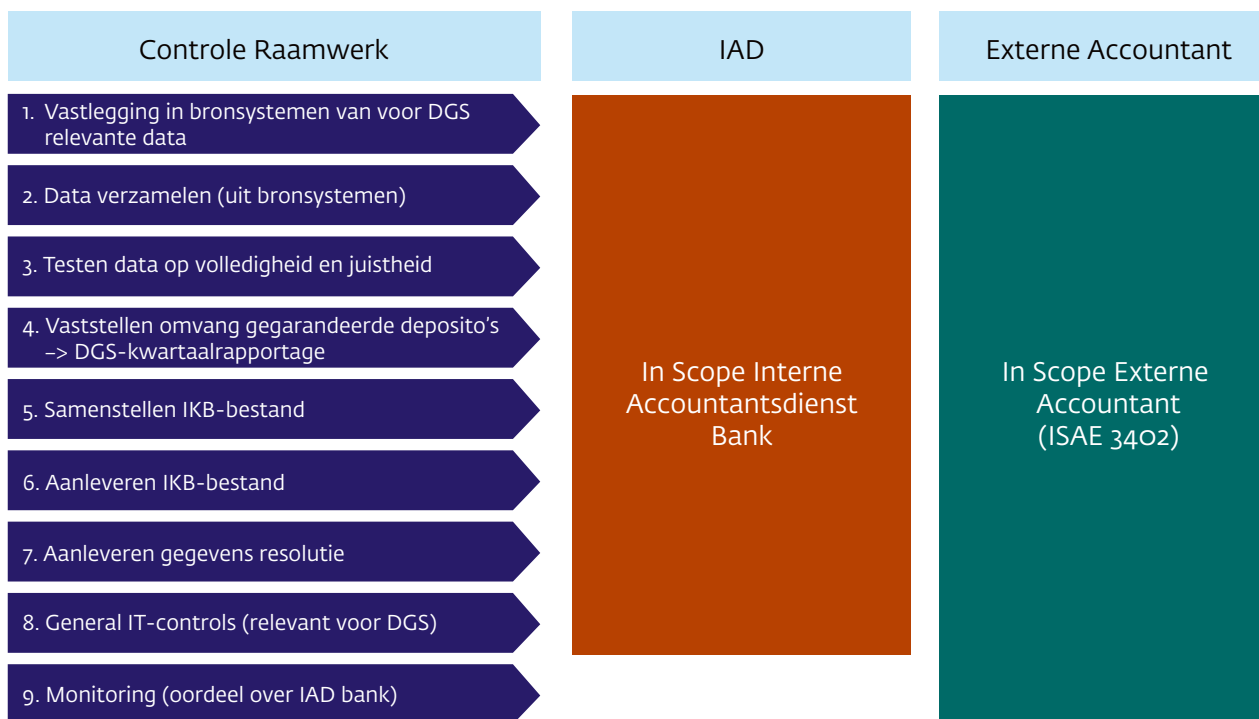 Controle Raamwerk
IAD
Externe Accountant
1. Vastlegging in bronsystemen van voor DGS
relevante data
2. Data verzamelen (uit bronsystemen)
3. Testen data op volledigheid en juistheid
4. Vaststellen omvang gegarandeerde deposito's
–> DGS-kwartaalrapportage
5. Samenstellen IKB-bestand
6. Aanleveren IKB-bestand
7. Aanleveren gegevens resolutie
8. General IT-controls (relevant voor DGS)
9. Monitoring (oordeel over IAD bank)
In Scope Interne
Accountantsdienst
Bank
In Scope Externe
Accountant
(ISAE 3402)